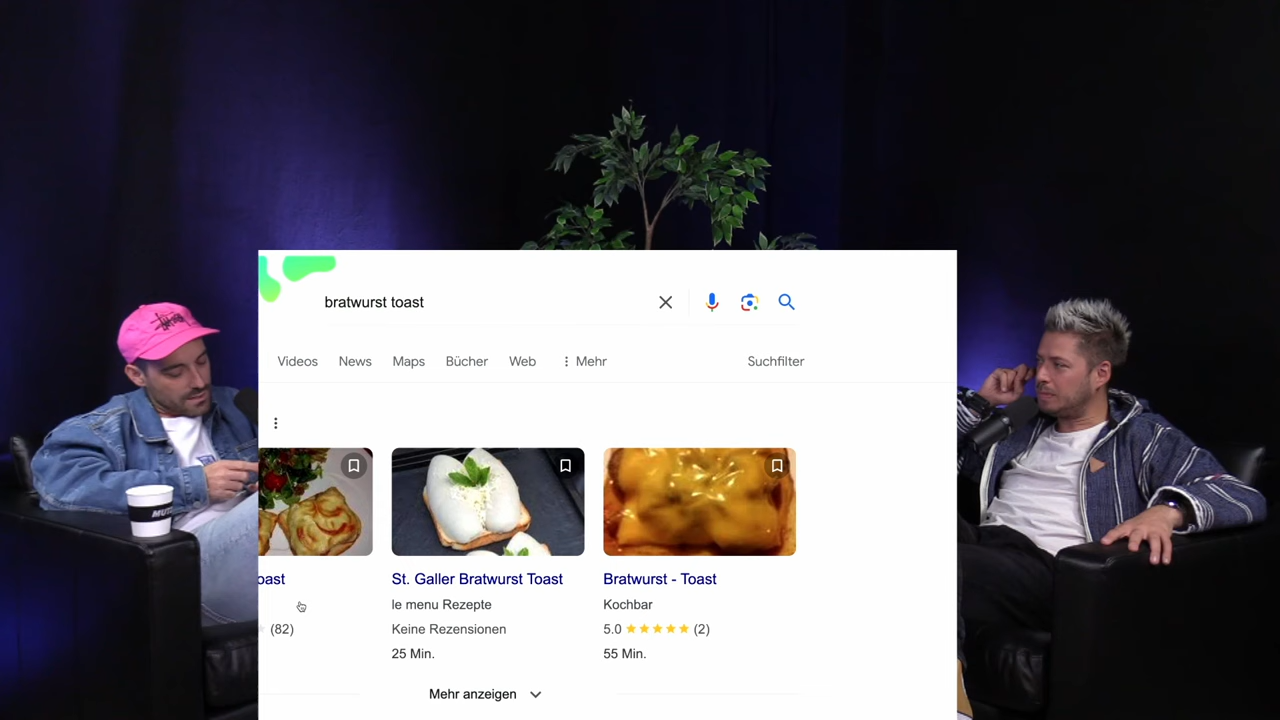 bratwurst toast
Videos News Maps Bücher Web Mehr Suchfilter
oast
(82)
St. Galler Bratwurst Toast
le menu Rezepte
Keine Rezensionen
25 Min.
Bratwurst - Toast
Kochbar
5.0 (2)
55 Min.
Mehr anzeigen